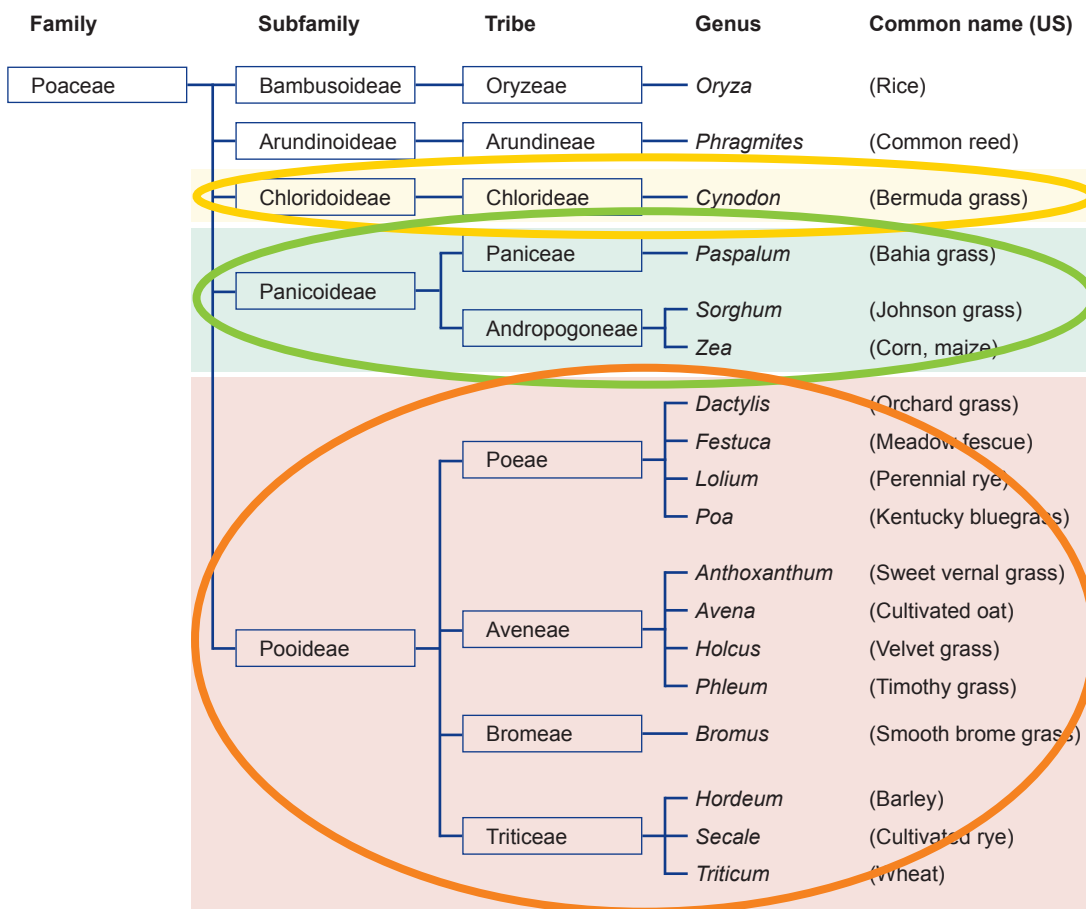 Family Subfamily Tribe Genus Common name (US)
Poaceae Bambusoideae Oryzeae Oryza (Rice)
Arundinoideae Arundineae Phragmites (Common reed)
Chloridoideae Chlorideae Cynodon (Bermuda grass)
Paniceae Paspalum (Bahia grass)
Panicoideae
Sorghum (Johnson grass)
Andropogoneae
Zea (Corn, maize)
Dactylis (Orchard grass)
Festuca (Meadow fescue)
Poeae
Lolium (Perennial rye)
Poa (Kentucky bluegrass)
Anthoxanthum (Sweet vernal grass)
Avena (Cultivated oat)
Aveneae
Pooideae Holcus (Velvet grass)
Phleum (Timothy grass)
Bromeae Bromus (Smooth brome grass)
Hordeum (Barley)
Triticeae Secale (Cultivated rye)
Triticum (Wheat)